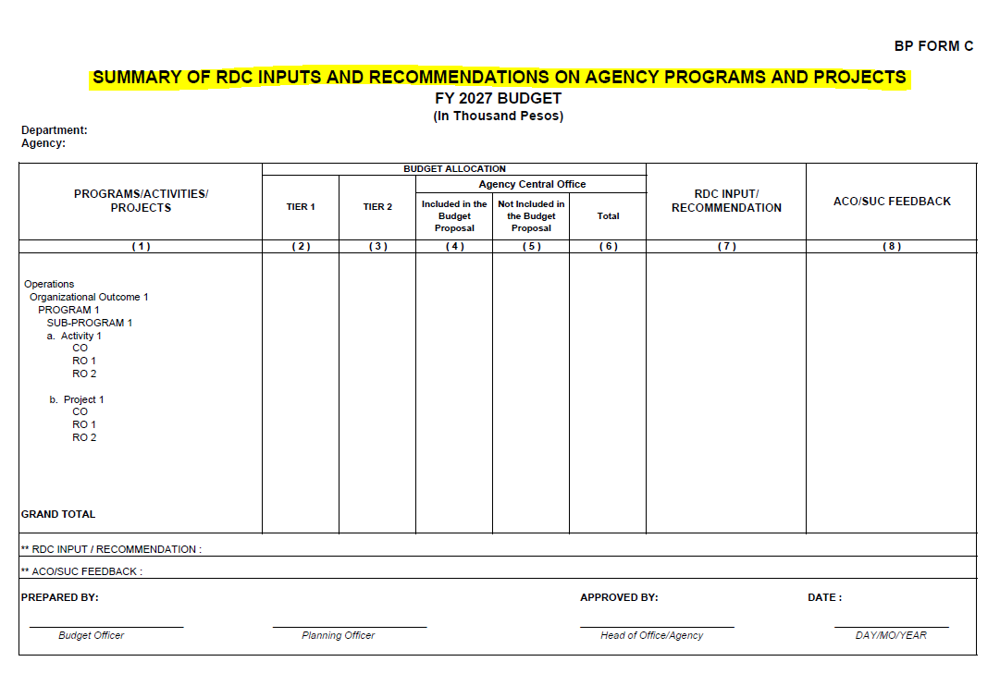 BP FORM C
SUMMARY OF RDC INPUTS AND RECOMMENDATIONS ON AGENCY PROGRAMS AND PROJECTS
FY 2027 BUDGET
(In Thousand Pesos)
Department:
Agency:
PROGRAMS/ACTIVITIES/
PROJECTS
BUDGET ALLOCATION
TIER 1
TIER 2
Agency Central Office
Included in the
Budget
Proposal
Not Included in
the Budget
Proposal
Total
RDC INPUT/
RECOMMENDATION
ACO/SUC FEEDBACK
( 1 ) ( 2 ) ( 3 ) ( 4 ) ( 5 ) ( 6 ) ( 7 ) ( 8 )
Operations
Organizational Outcome 1
PROGRAM 1
SUB-PROGRAM 1
a. Activity 1
CO
RO 1
RO 2
b. Project 1
CO
RO 1
RO 2
GRAND TOTAL
** RDC INPUT / RECOMMENDATION :
** ACO/SUC FEEDBACK :
PREPARED BY: APPROVED BY: DATE :
Budget Officer Planning Officer Head of Office/Agency DAY/MO/YEAR